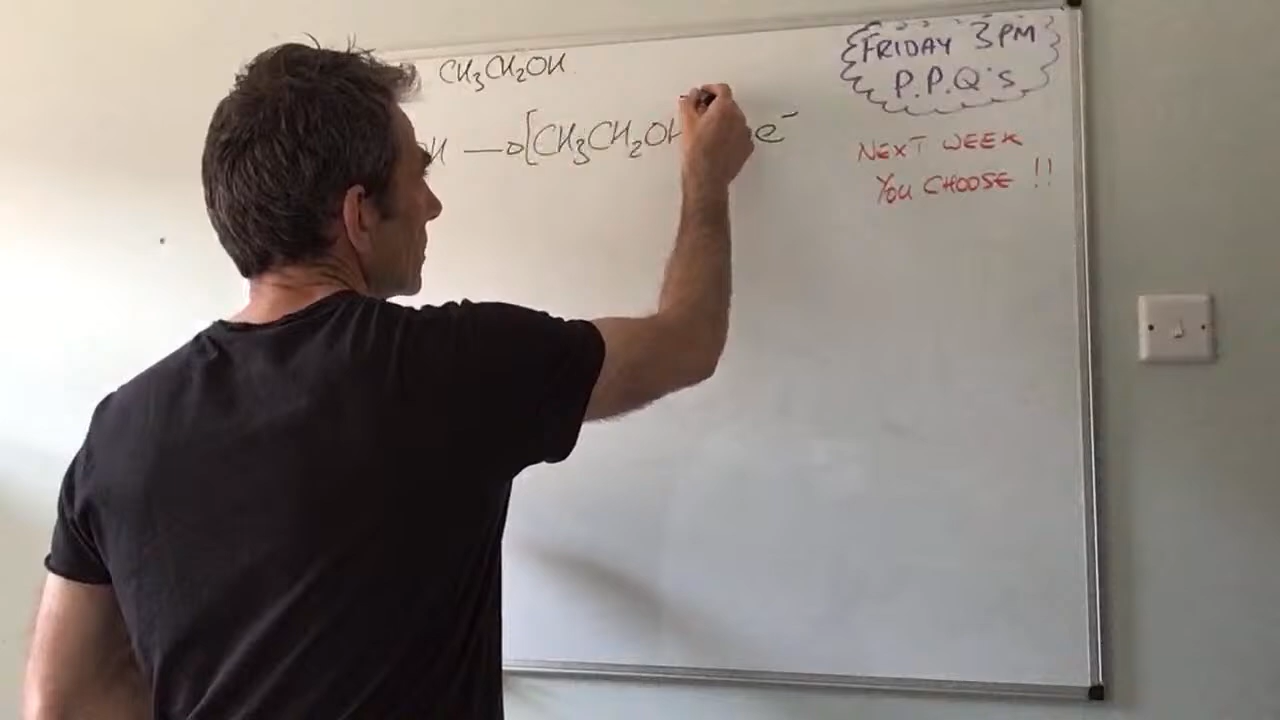 CH3CH2OH
H —>[CH3CH2OH e⁻
FRIDAY 3PM
P.P.Q's
NEXT WEEK
YOU CHOOSE !!